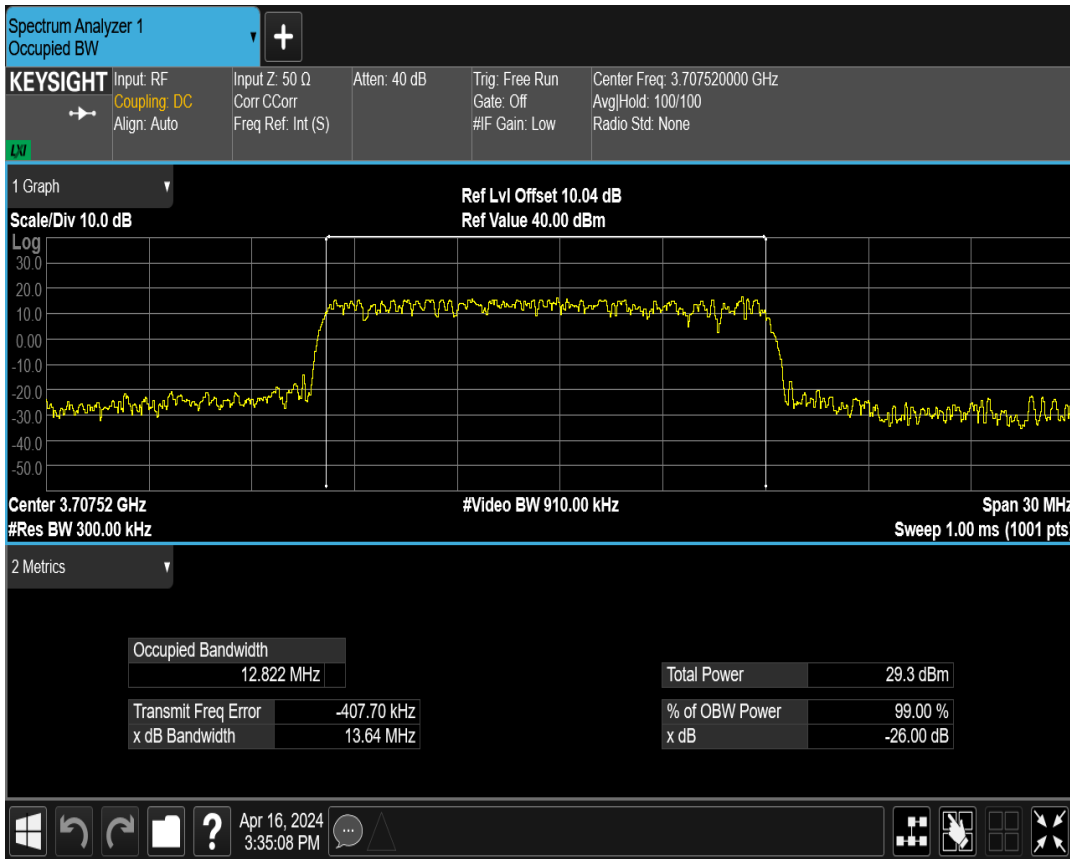 Spectrum Analyzer 1
Occupied BW
+
KEYSIGHT
LXI
Input: RF
Coupling: DC
Align: Auto
Input Z: 50 Ω
Corr CCorr
Freq Ref: Int (S)
Atten: 40 dB
Trig: Free Run
Gate: Off
#IF Gain: Low
Center Freq: 3.707520000 GHz
Avg|Hold: 100/100
Radio Std: None
1 Graph
Scale/Div 10.0 dB
Ref Lvl Offset 10.04 dB
Ref Value 40.00 dBm
Log
30.0
20.0
10.0
0.00
-10.0
-20.0
-30.0
-40.0
-50.0
Center 3.70752 GHz
#Video BW 910.00 kHz
Span 30 MHz
#Res BW 300.00 kHz
Sweep 1.00 ms (1001 pts)
2 Metrics
Occupied Bandwidth
12.822 MHz
Total Power 29.3 dBm
Transmit Freq Error -407.70 kHz
% of OBW Power 99.00 %
x dB Bandwidth 13.64 MHz
x dB -26.00 dB
?
Apr 16, 2024
3:35:08 PM